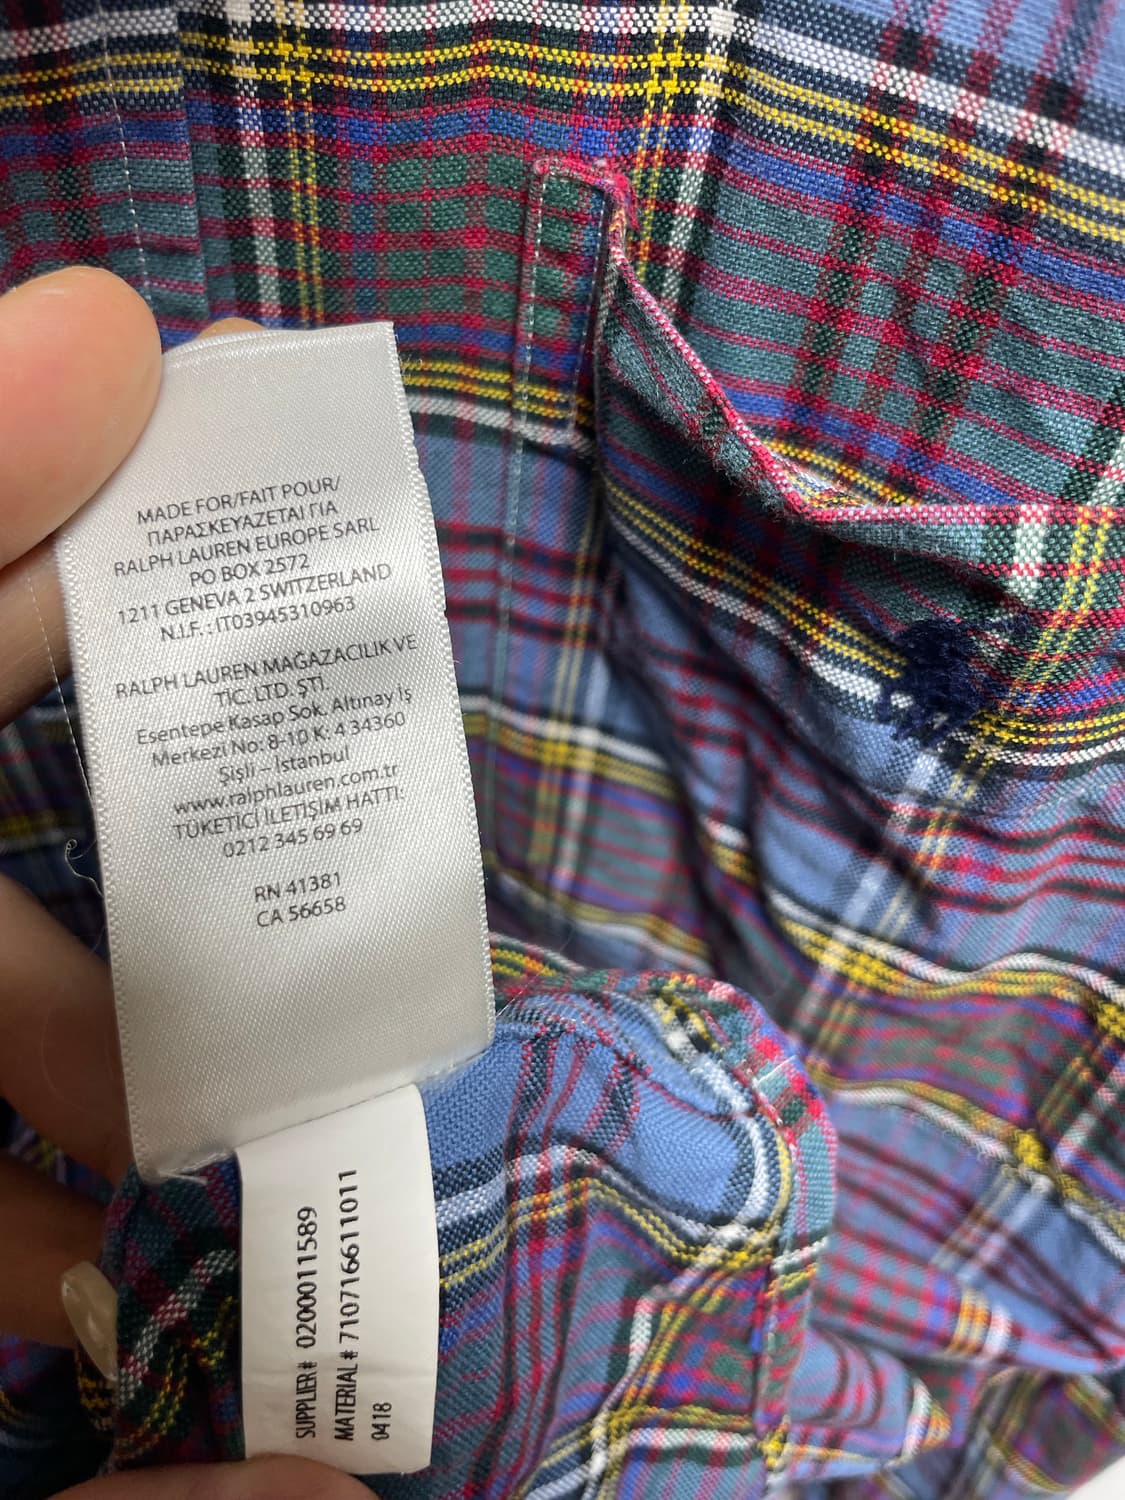 MADE FOR/FAIT POUR/
ΠΑΡΑΣΚΕΥΑΖΕΤΑΙ ΓΙΑ
RALPH LAUREN EUROPE SARL
PO BOX 2572
1211 GENEVA 2 SWITZERLAND
N.I.F. : IT03945310963
RALPH LAUREN MAĞAZACILIK VE
TİC. LTD. ŞTİ.
Esentepe Kasap Sok. Altınay İş
Merkezi No: 8-10 K: 4 34360
Şişli – İstanbul
www.ralphlauren.com.tr
TÜKETİCİ İLETİŞİM HATTI:
0212 345 69 69
RN 41381
CA 56658
SUPPLIER# 0200011589
MATERIAL# 710716611011
0418